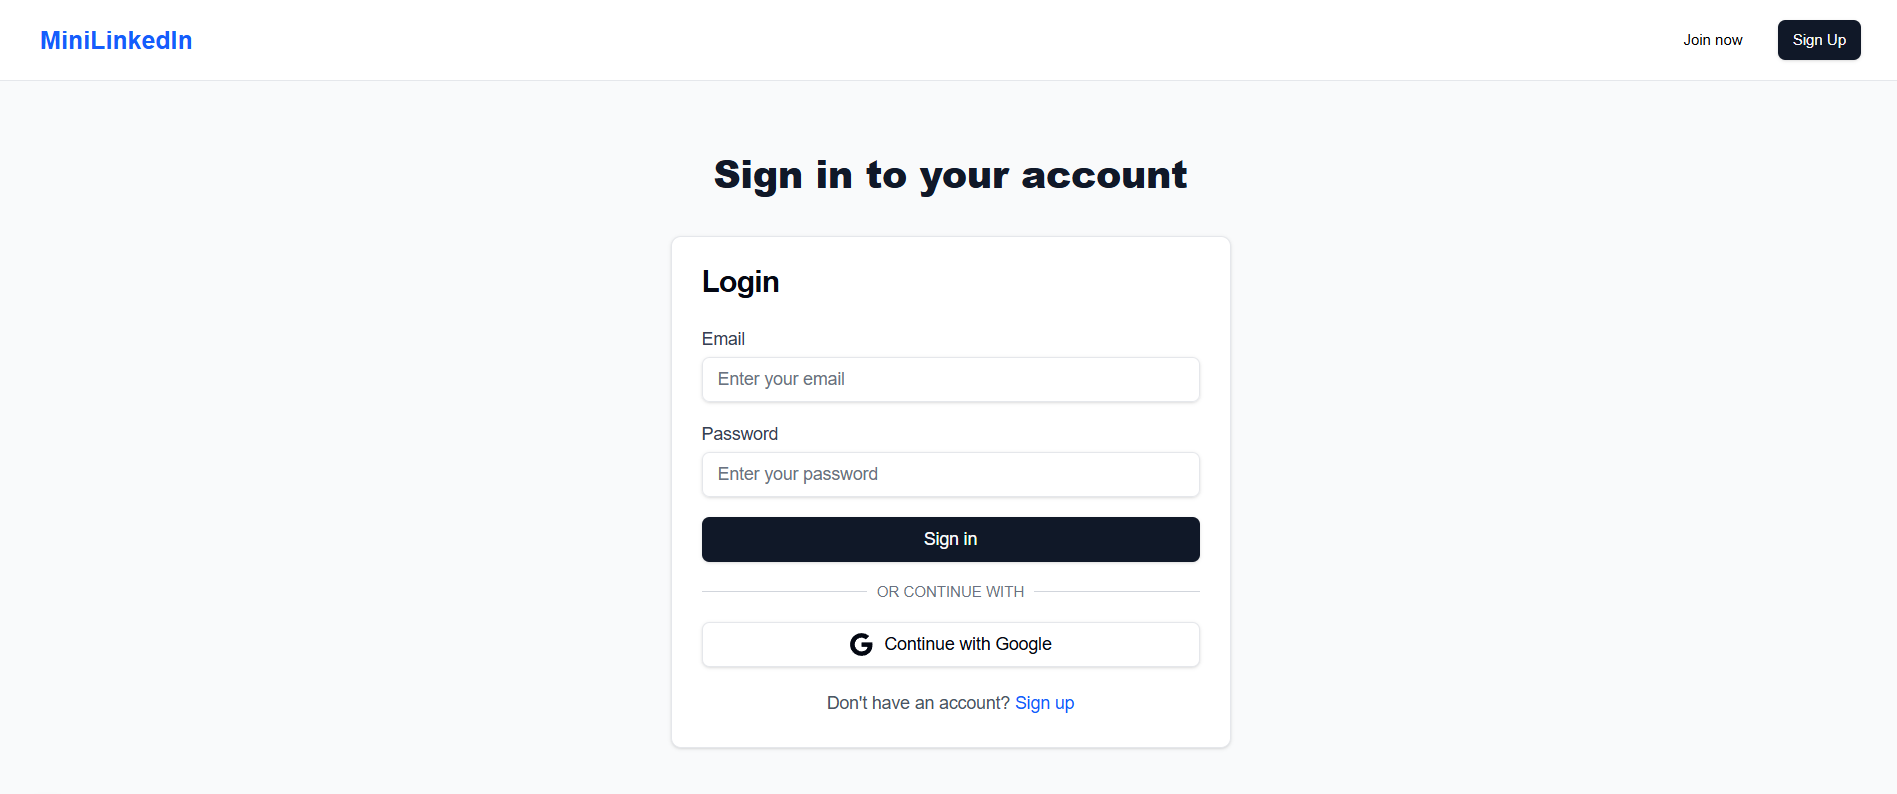 MiniLinkedIn
Join now
Sign Up
Sign in to your account
Login
Email
Enter your email
Password
Enter your password
Sign in
OR CONTINUE WITH
Continue with Google
Don't have an account? Sign up